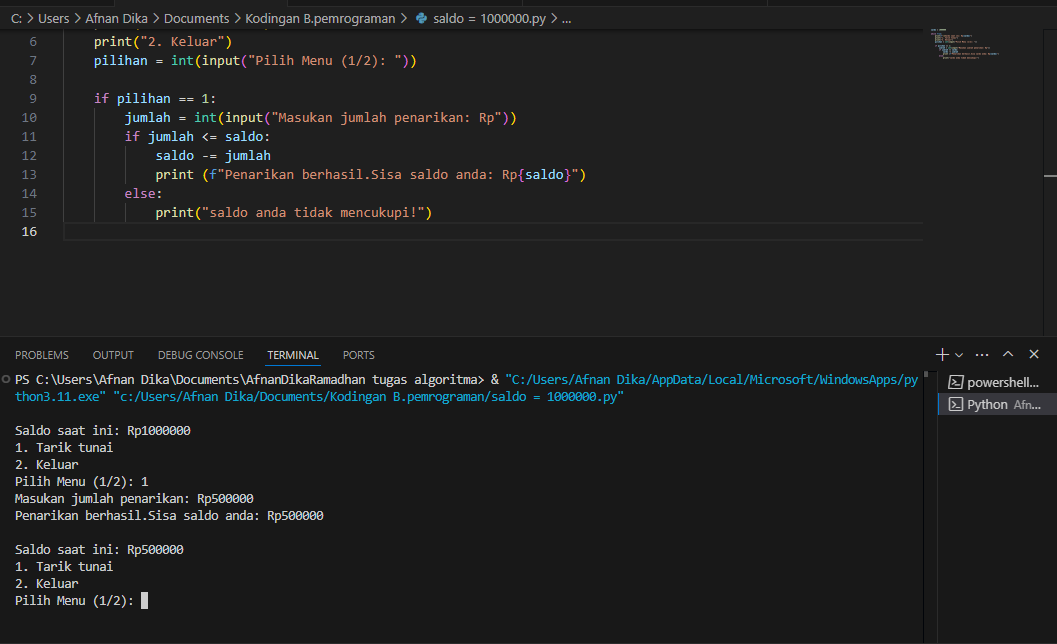 C: > Users > Afnan Dika > Documents > Kodingan B.pemrograman > saldo = 1000000.py > ...
6 print("2. Keluar")
7 pilihan = int(input("Pilih Menu (1/2): "))
8
9 if pilihan == 1:
10 jumlah = int(input("Masukan jumlah penarikan: Rp"))
11 if jumlah <= saldo:
12 saldo -= jumlah
13 print (f"Penarikan berhasil.Sisa saldo anda: Rp{saldo}")
14 else:
15 print("saldo anda tidak mencukupi!")
16
PROBLEMS OUTPUT DEBUG CONSOLE TERMINAL PORTS
PS C:\Users\Afnan Dika\Documents\AfnanDikaRamadhan tugas algoritma> & "C:/Users/Afnan Dika/AppData/Local/Microsoft/WindowsApps/py
thon3.11.exe" "c:/Users/Afnan Dika/Documents/Kodingan B.pemrograman/saldo = 1000000.py"
Saldo saat ini: Rp1000000
1. Tarik tunai
2. Keluar
Pilih Menu (1/2): 1
Masukan jumlah penarikan: Rp500000
Penarikan berhasil.Sisa saldo anda: Rp500000
Saldo saat ini: Rp500000
1. Tarik tunai
2. Keluar
Pilih Menu (1/2):
powershell...
Python Afn...